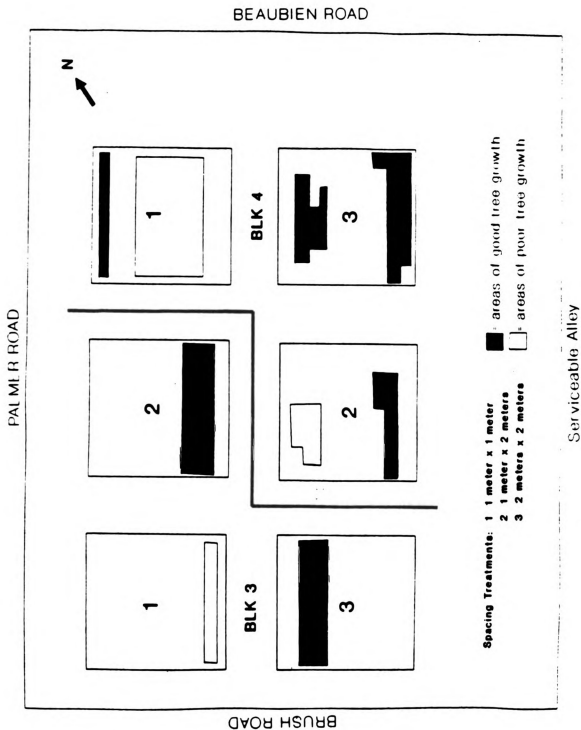 BEAUBIEN ROAD
PALMER ROAD
N
1
BLK 4
3
2
2
1
BLK 3
3
BRUSH ROAD
Spacing Treatments: 1 1 meter x 1 meter
2 1 meter x 2 meters
3 2 meters x 2 meters
= areas of good tree growth
= areas of poor tree growth
Serviceable Alley